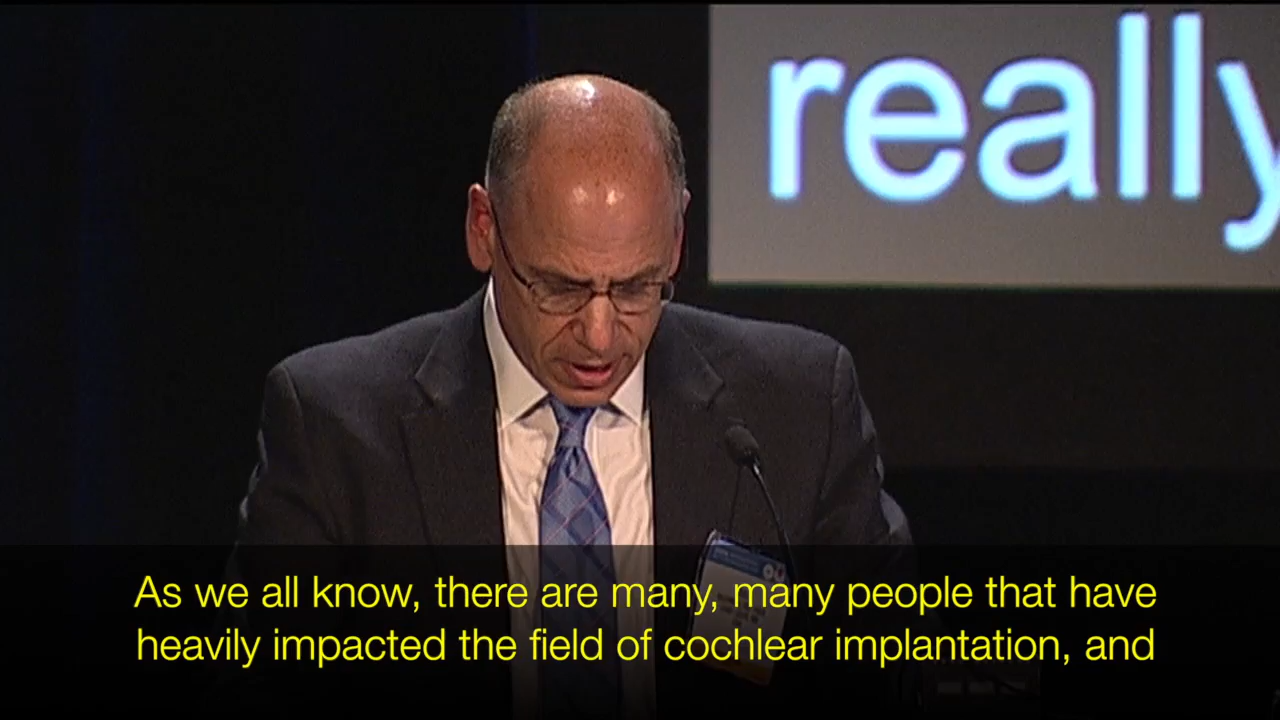 really
As we all know, there are many, many people that have
heavily impacted the field of cochlear implantation, and